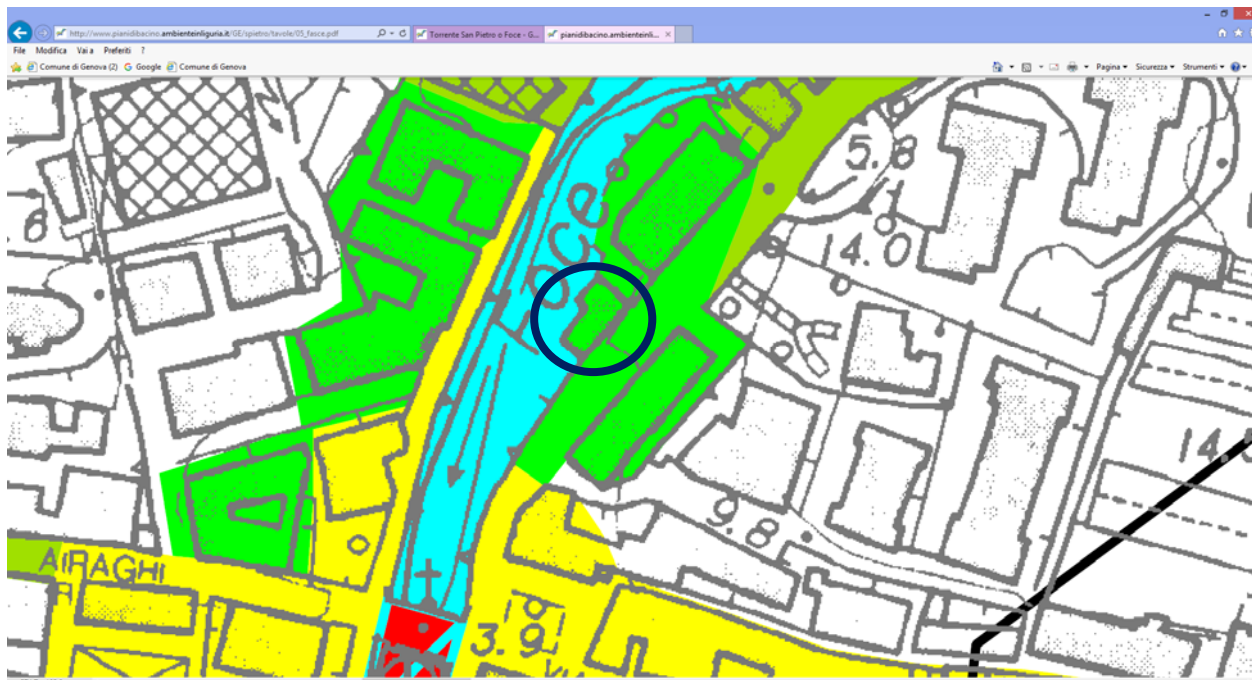 http://www.pianidibacino.ambienteinliguria.it/GE/spietro/tavole/05_fasce.pdf
Torrente San Pietro o Foce - G...
pianidibacino.ambienteinli...
File Modifica Vai a Preferiti ?
Comune di Genova (2) Google Comune di Genova
Pagina Sicurezza Strumenti
5.8
Foce
14.0
9.8
AIRAGHI
3.9